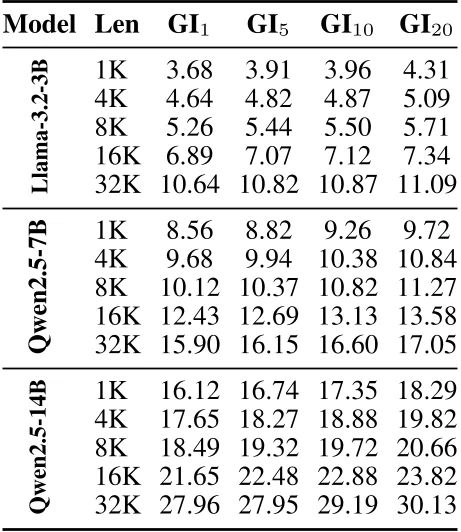 Model Len GI1 GI5 GI10 GI20
Llama-3.2-3B
1K 3.68 3.91 3.96 4.31
4K 4.64 4.82 4.87 5.09
8K 5.26 5.44 5.50 5.71
16K 6.89 7.07 7.12 7.34
32K 10.64 10.82 10.87 11.09
Qwen2.5-7B
1K 8.56 8.82 9.26 9.72
4K 9.68 9.94 10.38 10.84
8K 10.12 10.37 10.82 11.27
16K 12.43 12.69 13.13 13.58
32K 15.90 16.15 16.60 17.05
Qwen2.5-14B
1K 16.12 16.74 17.35 18.29
4K 17.65 18.27 18.88 19.82
8K 18.49 19.32 19.72 20.66
16K 21.65 22.48 22.88 23.82
32K 27.96 27.95 29.19 30.13